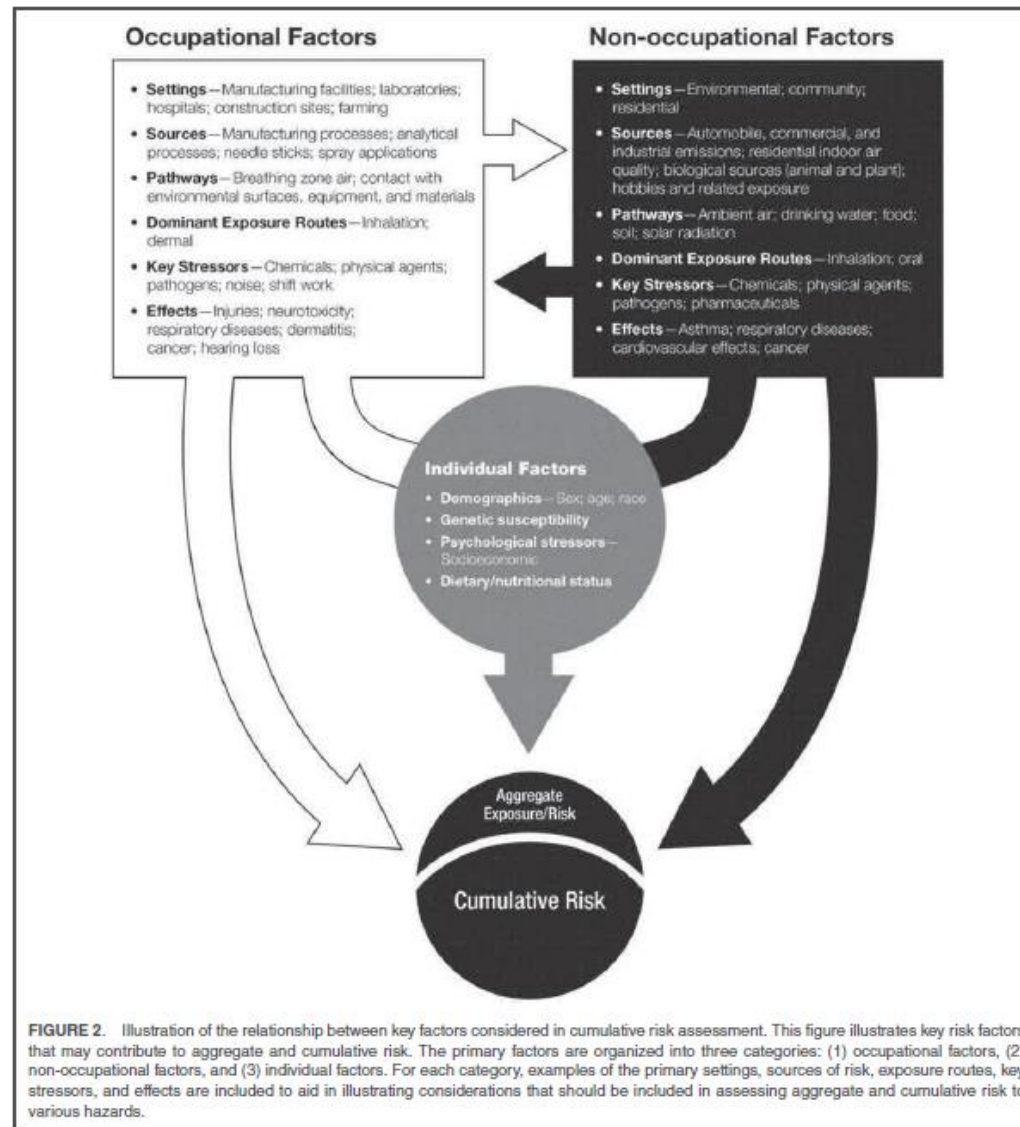 Occupational Factors
• Settings—Manufacturing facilities; laboratories;
hospitals; construction sites; farming
• Sources—Manufacturing processes; analytical
processes; needle sticks; spray applications
• Pathways—Breathing zone air; contact with
environmental surfaces, equipment, and materials
• Dominant Exposure Routes—Inhalation;
dermal
• Key Stressors—Chemicals; physical agents;
pathogens; noise; shift work
• Effects—Injuries; neurotoxicity;
respiratory diseases; dermatitis;
cancer; hearing loss
Non-occupational Factors
• Settings—Environmental; community;
residential
• Sources—Automobile, commercial, and
industrial emissions; residential indoor air
quality; biological sources (animal and plant);
hobbies and related exposure
• Pathways—Ambient air; drinking water; food;
soil; solar radiation
• Dominant Exposure Routes—Inhalation; oral
• Key Stressors—Chemicals; physical agents;
pathogens; pharmaceuticals
• Effects—Asthma; respiratory diseases;
cardiovascular effects; cancer
Individual Factors
• Demographics—Sex; age; race
• Genetic susceptibility
• Psychological stressors—
Socioeconomic
• Dietary/nutritional status
Aggregate
Exposure/Risk
Cumulative Risk
FIGURE 2. Illustration of the relationship between key factors considered in cumulative risk assessment. This figure illustrates key risk factors
that may contribute to aggregate and cumulative risk. The primary factors are organized into three categories: (1) occupational factors, (2
non-occupational factors, and (3) individual factors. For each category, examples of the primary settings, sources of risk, exposure routes, key
stressors, and effects are included to aid in illustrating considerations that should be included in assessing aggregate and cumulative risk to
various hazards.